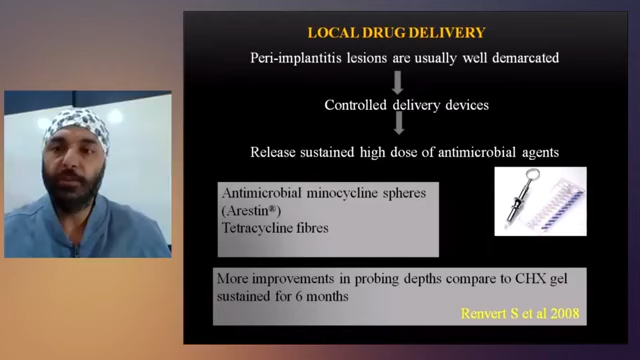 LOCAL DRUG DELIVERY
Peri-implantitis lesions are usually well demarcated
Controlled delivery devices
Release sustained high dose of antimicrobial agents
Antimicrobial minocycline spheres
(Arestin®)
Tetracycline fibres
More improvements in probing depths compare to CHX gel
sustained for 6 months
Renvert S et al 2008